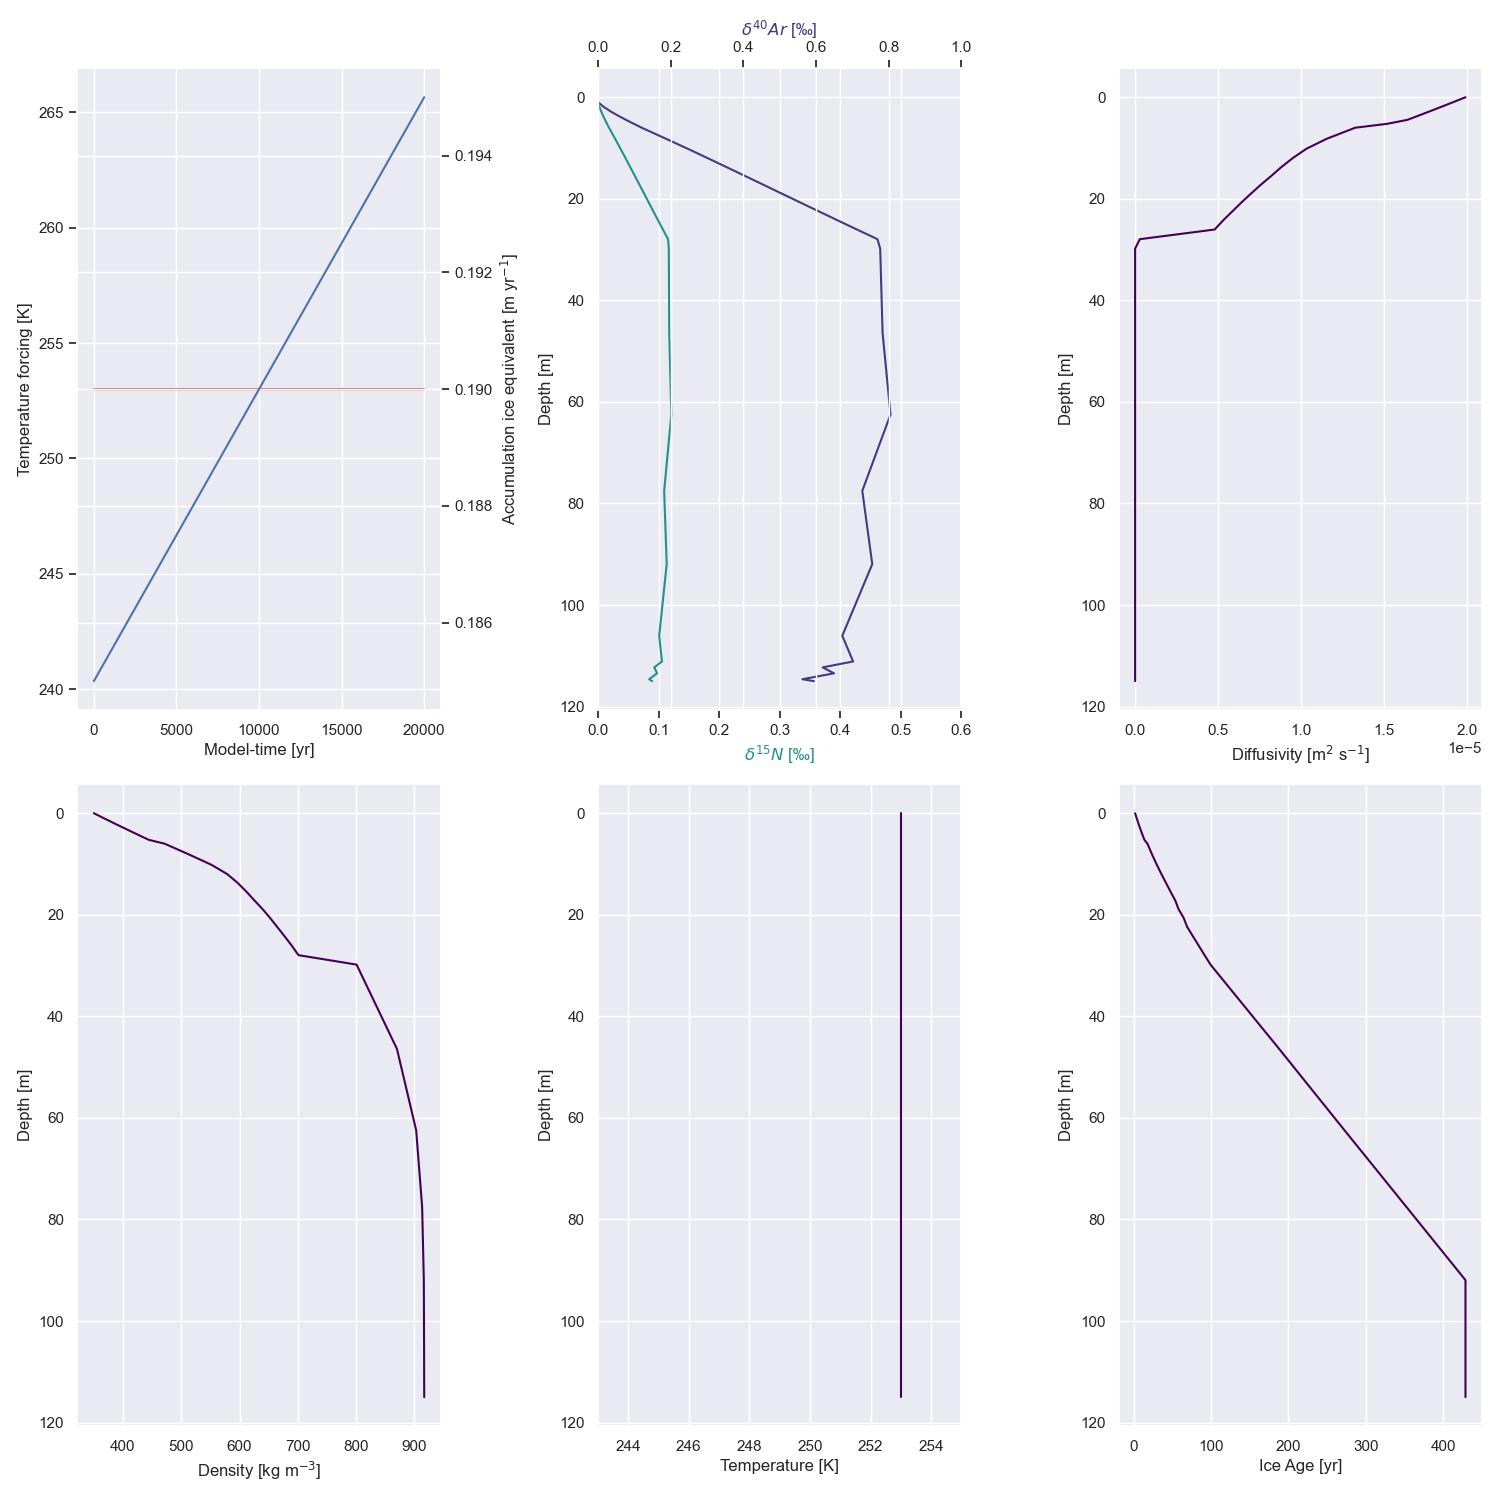 δ⁴⁰Ar [‰]
0.0 0.2 0.4 0.6 0.8 1.0
Temperature forcing [K]
265
260
255
250
245
240
0 5000 10000 15000 20000
Model-time [yr]
0.194
0.192
0.190
0.188
0.186
Accumulation ice equivalent [m yr⁻¹]
Depth [m]
0
20
40
60
80
100
120
0.0 0.1 0.2 0.3 0.4 0.5 0.6
δ¹⁵N [‰]
Depth [m]
0
20
40
60
80
100
120
0.0 0.5 1.0 1.5 2.0
1e−5
Diffusivity [m² s⁻¹]
Depth [m]
0
20
40
60
80
100
120
400 500 600 700 800 900
Density [kg m⁻³]
Depth [m]
0
20
40
60
80
100
120
244 246 248 250 252 254
Temperature [K]
Depth [m]
0
20
40
60
80
100
120
0 100 200 300 400
Ice Age [yr]